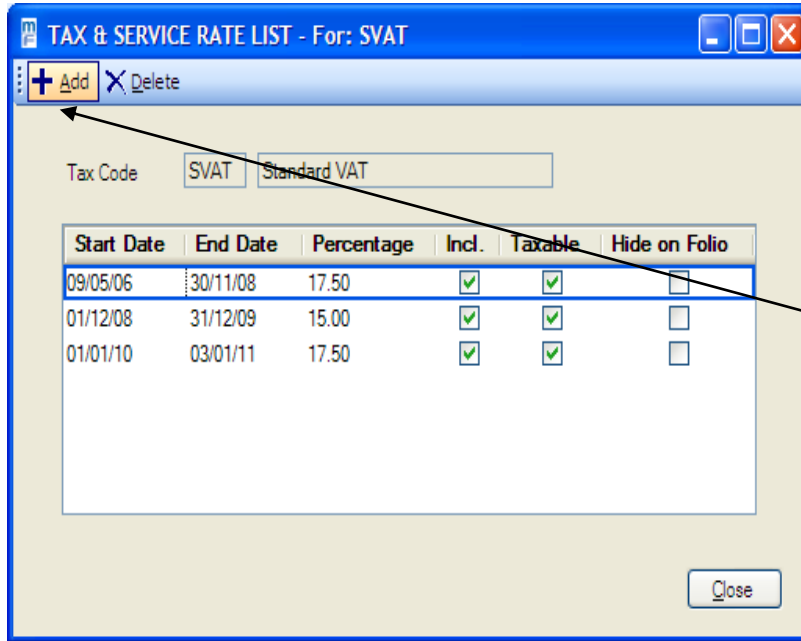 TAX & SERVICE RATE LIST - For: SVAT
Add Delete
Tax Code SVAT Standard VAT
Start Date End Date Percentage Incl. Taxable Hide on Folio
09/05/06 30/11/08 17.50
01/12/08 31/12/09 15.00
01/01/10 03/01/11 17.50
Close